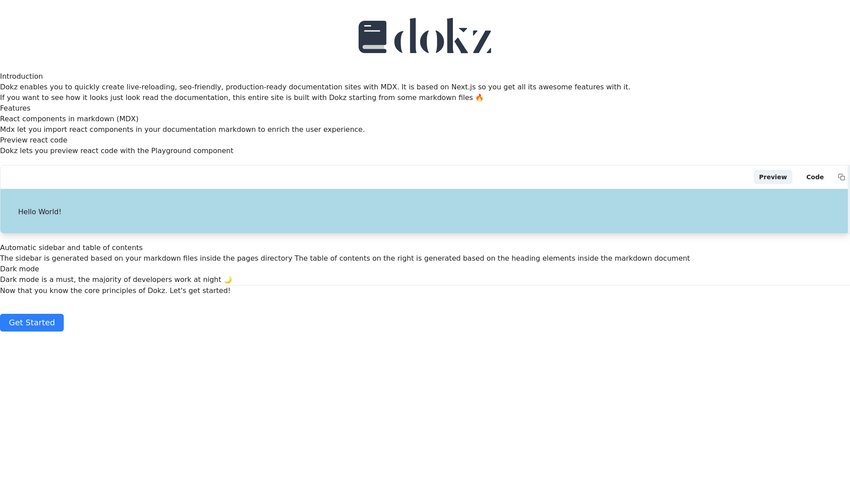 dokz
Introduction
Dokz enables you to quickly create live-reloading, seo-friendly, production-ready documentation sites with MDX. It is based on Next.js so you get all its awesome features with it.
If you want to see how it looks just look read the documentation, this entire site is built with Dokz starting from some markdown files 🔥
Features
React components in markdown (MDX)
Mdx let you import react components in your documentation markdown to enrich the user experience.
Preview react code
Dokz lets you preview react code with the Playground component
Preview Code
Hello World!
Automatic sidebar and table of contents
The sidebar is generated based on your markdown files inside the pages directory The table of contents on the right is generated based on the heading elements inside the markdown document
Dark mode
Dark mode is a must, the majority of developers work at night 🌙
Now that you know the core principles of Dokz. Let's get started!
Get Started